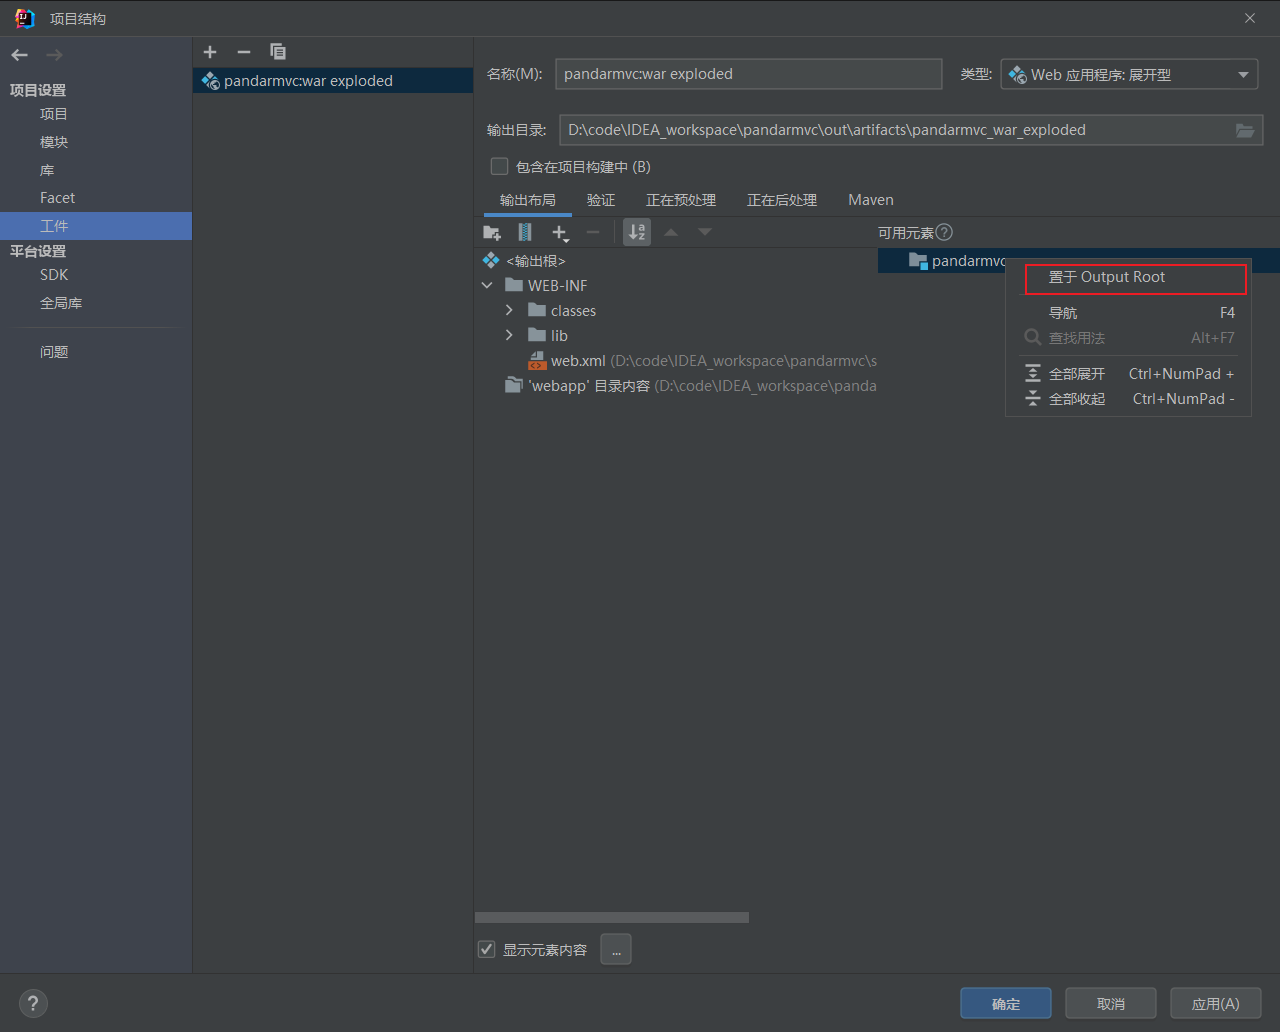 项目结构
项目设置
项目
模块
库
Facet
工件
平台设置
SDK
全局库
问题
pandarmvc:war exploded
名称(M): pandarmvc:war exploded 类型: Web 应用程序: 展开型
输出目录: D:\code\IDEA_workspace\pandarmvc\out\artifacts\pandarmvc_war_exploded
包含在项目构建中 (B)
输出布局 验证 正在预处理 正在后处理 Maven
可用元素
<输出根>
WEB-INF
classes
lib
web.xml (D:\code\IDEA_workspace\pandarmvc\s
'webapp' 目录内容 (D:\code\IDEA_workspace\panda
pandarmvc
置于 Output Root
导航 F4
查找用法 Alt+F7
全部展开 Ctrl+NumPad +
全部收起 Ctrl+NumPad -
显示元素内容 ...
? 确定 取消 应用(A)